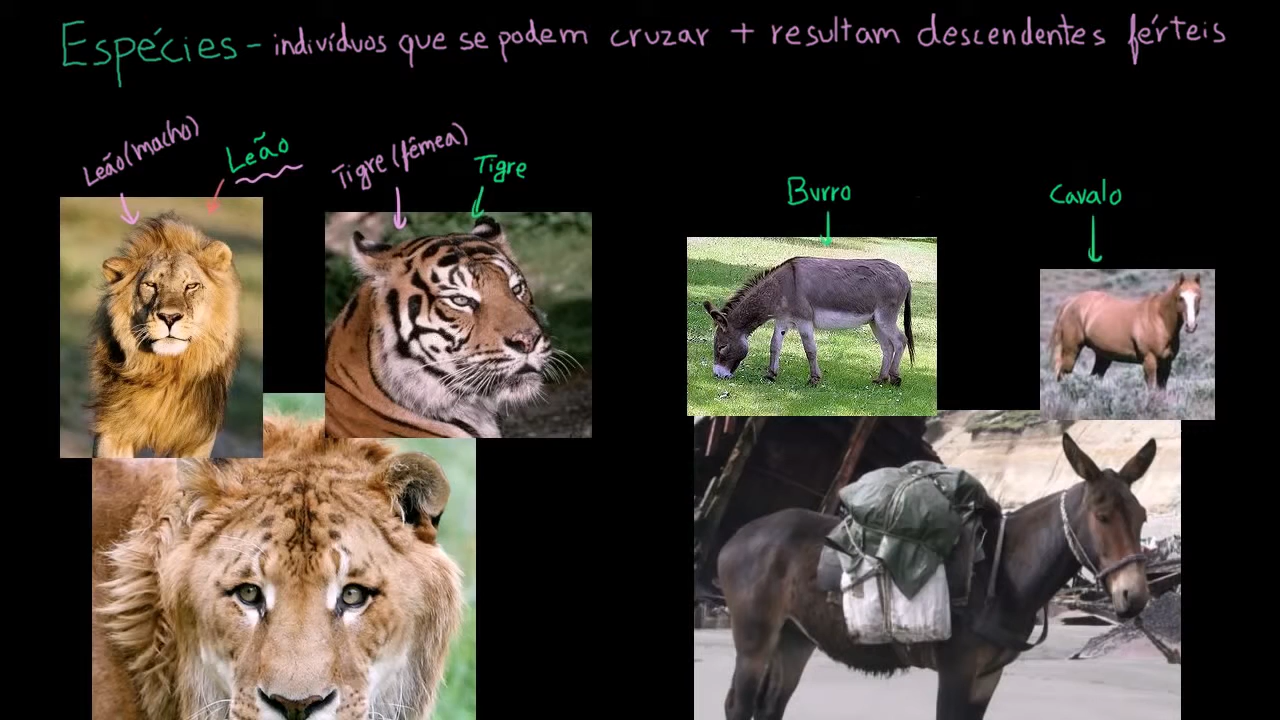 Espécies - indivíduos que se podem cruzar + resultam descendentes férteis
Leão (macho)
Leão
Tigre (fêmea)
Tigre
Burro
Cavalo